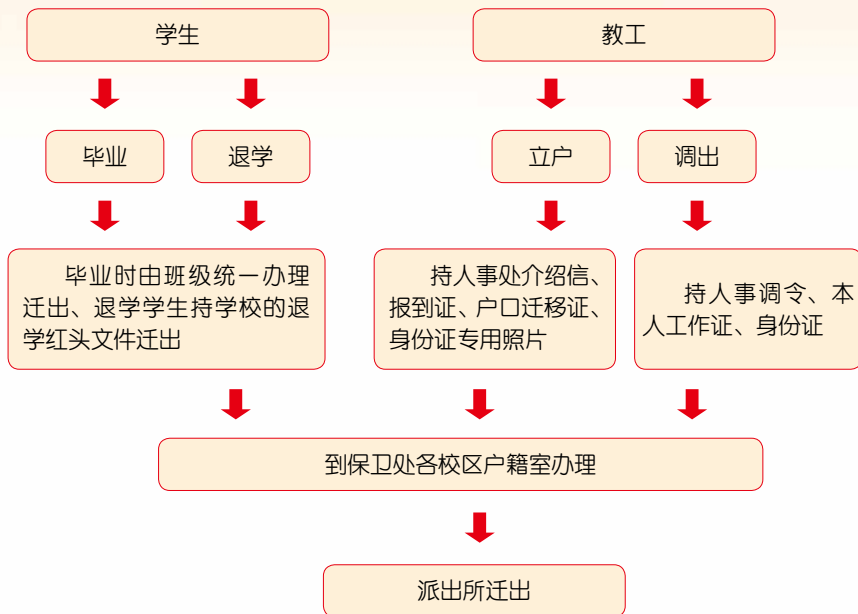 学生
教工
毕业
退学
立户
调出
毕业时由班级统一办理
迁出、退学学生持学校的退
学红头文件迁出
持人事处介绍信、
报到证、户口迁移证、
身份证专用照片
持人事调令、本
人工作证、身份证
到保卫处各校区户籍室办理
派出所迁出